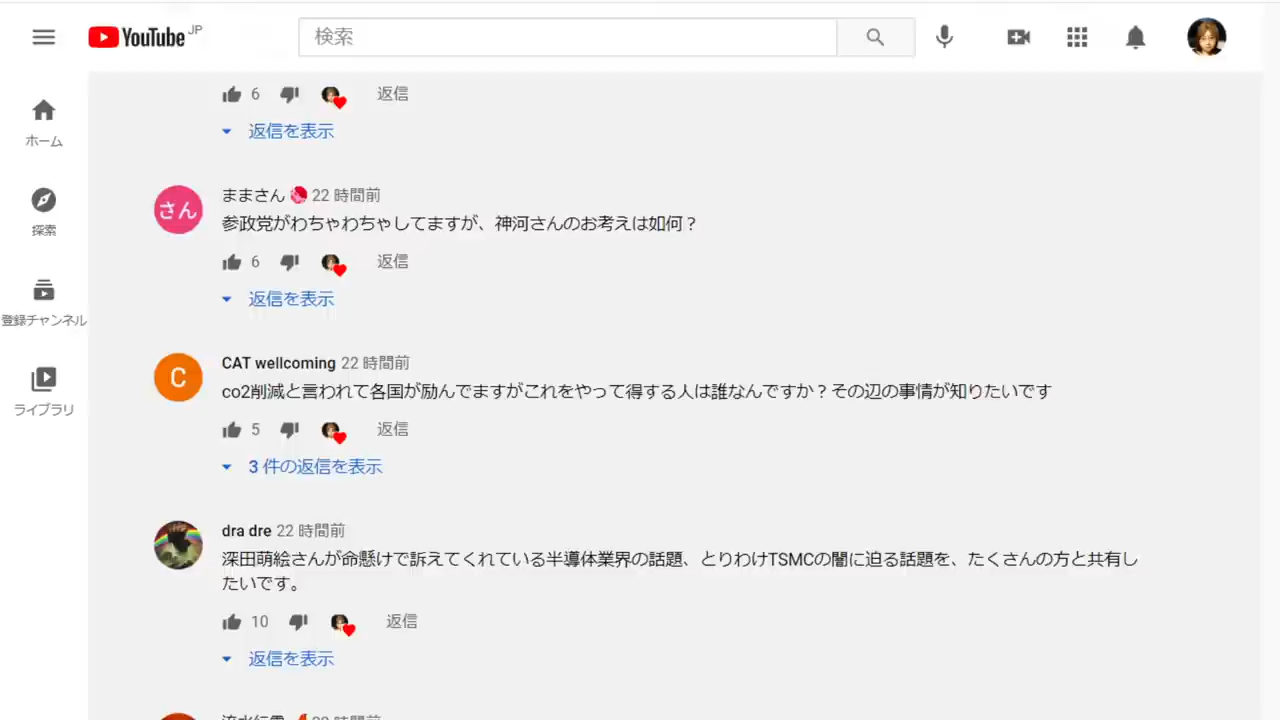 YouTube JP
検索
ホーム
探索
登録チャンネル
ライブラリ
6 返信
返信を表示
さん
ままさん 22 時間前
参政党がわちゃわちゃしてますが、神河さんのお考えは如何？
6 返信
返信を表示
C
CAT wellcoming 22 時間前
co2削減と言われて各国が励んでますがこれをやって得する人は誰なんですか？その辺の事情が知りたいです
5 返信
3 件の返信を表示
dra dre 22 時間前
深田萌絵さんが命懸けで訴えてくれている半導体業界の話題、とりわけTSMCの闇に迫る話題を、たくさんの方と共有し
たいです。
10 返信
返信を表示